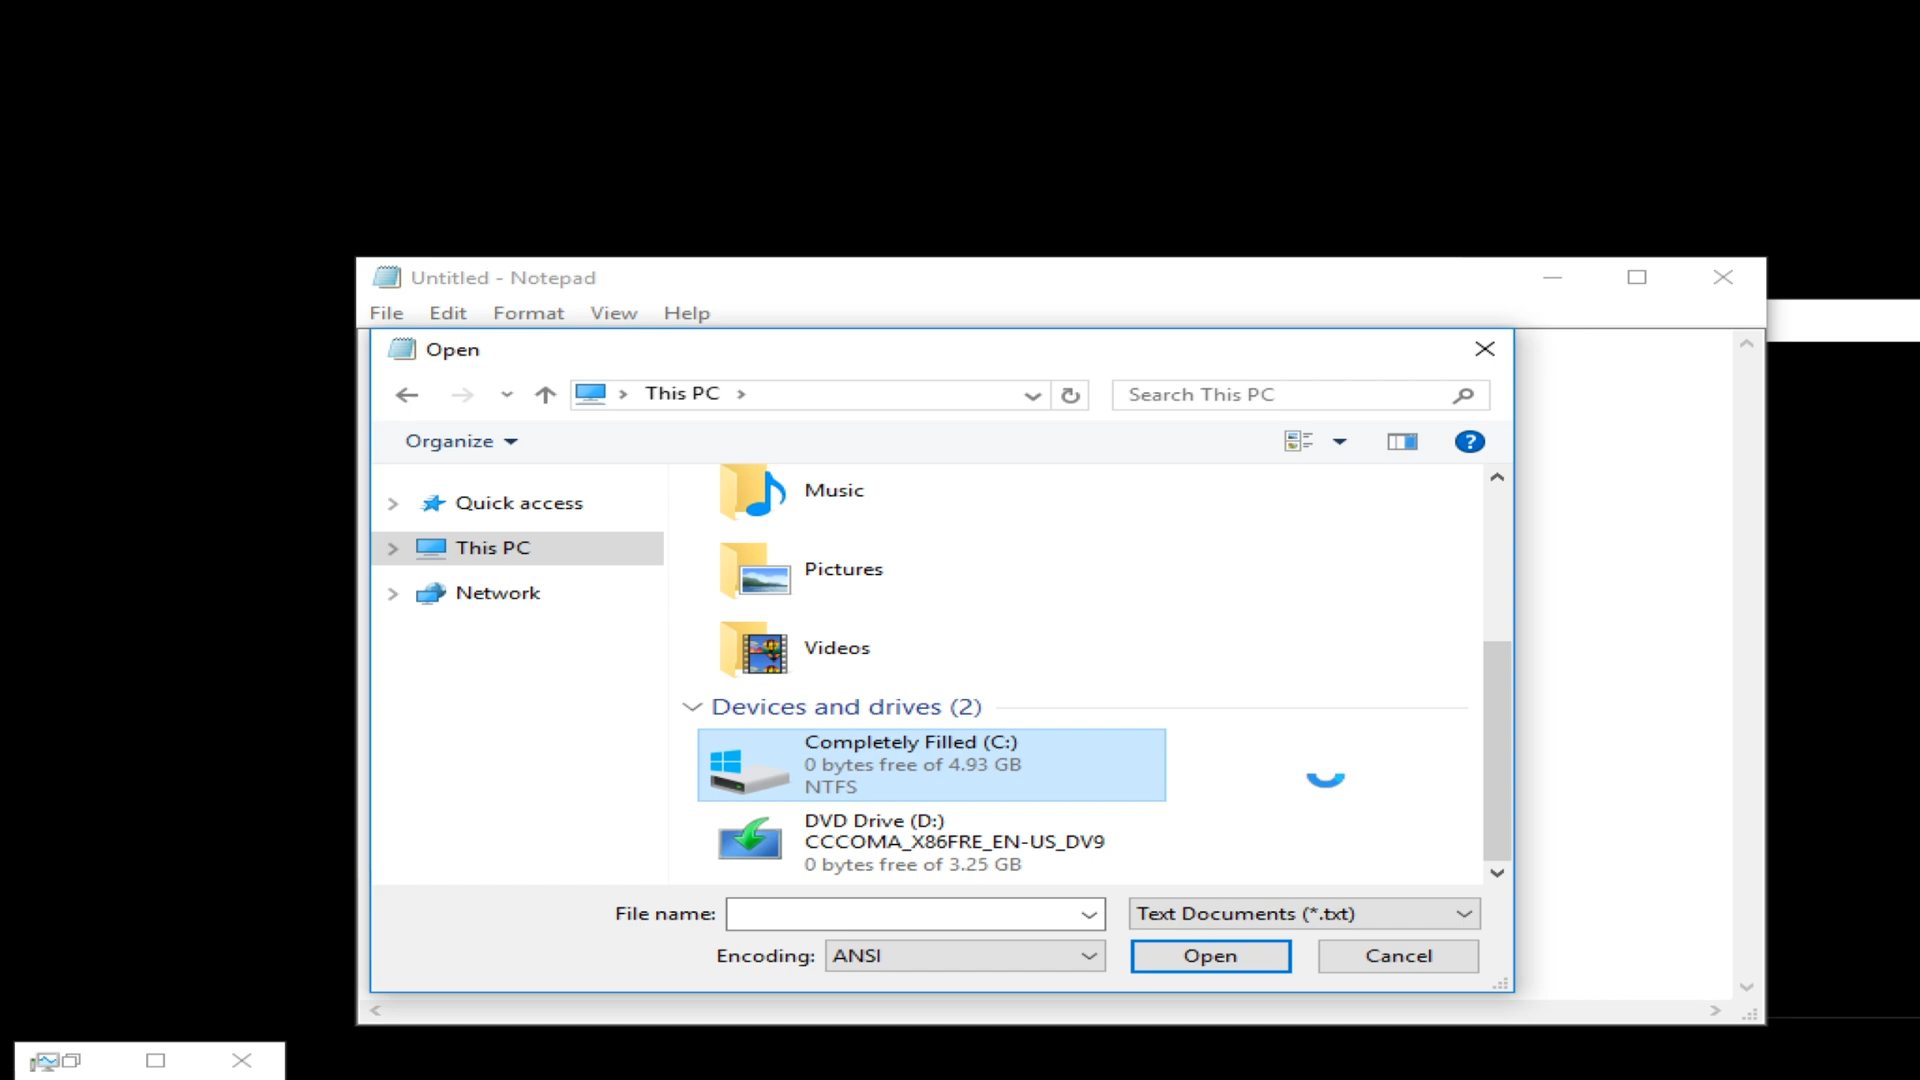 Untitled - Notepad
File Edit Format View Help
Open
This PC
Search This PC
Organize
Quick access
This PC
Network
Music
Pictures
Videos
Devices and drives (2)
Completely Filled (C:)
0 bytes free of 4.93 GB
NTFS
DVD Drive (D:)
CCCOMA_X86FRE_EN-US_DV9
0 bytes free of 3.25 GB
File name:
Text Documents (*.txt)
Encoding: ANSI
Open Cancel